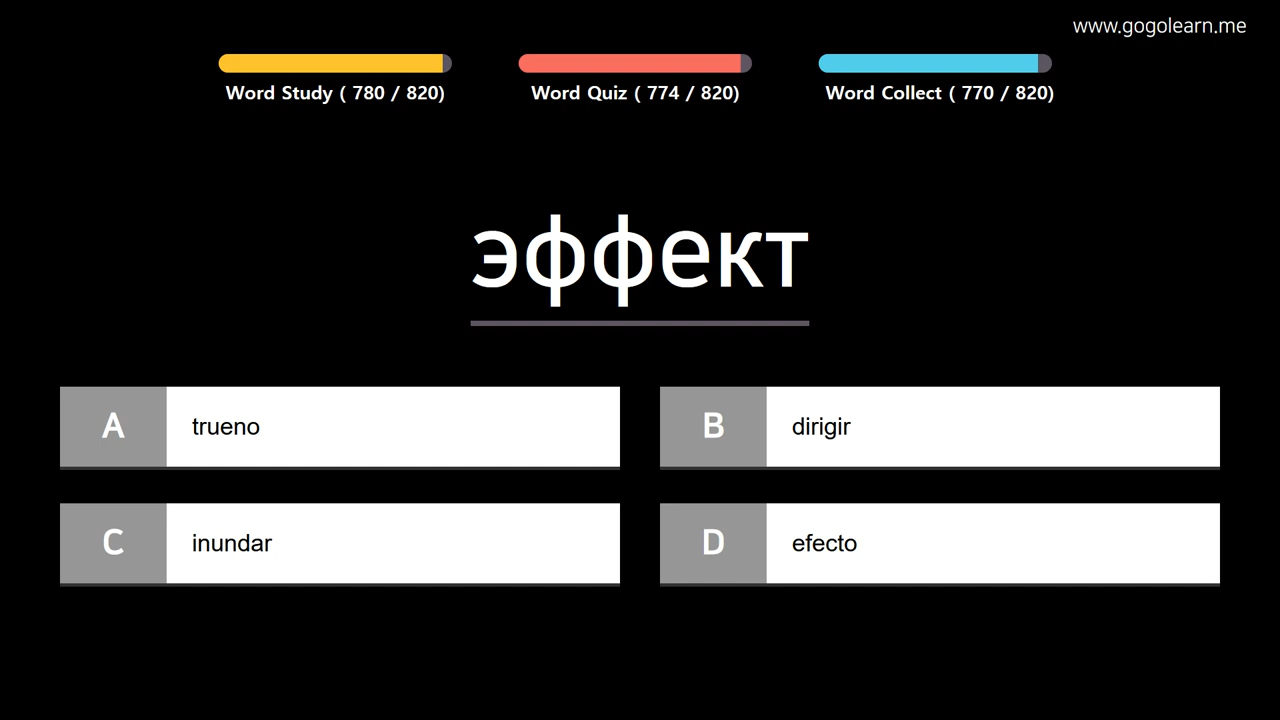 www.gogolearn.me
Word Study ( 780 / 820)
Word Quiz ( 774 / 820)
Word Collect ( 770 / 820)
эффект
A trueno
B dirigir
C inundar
D efecto